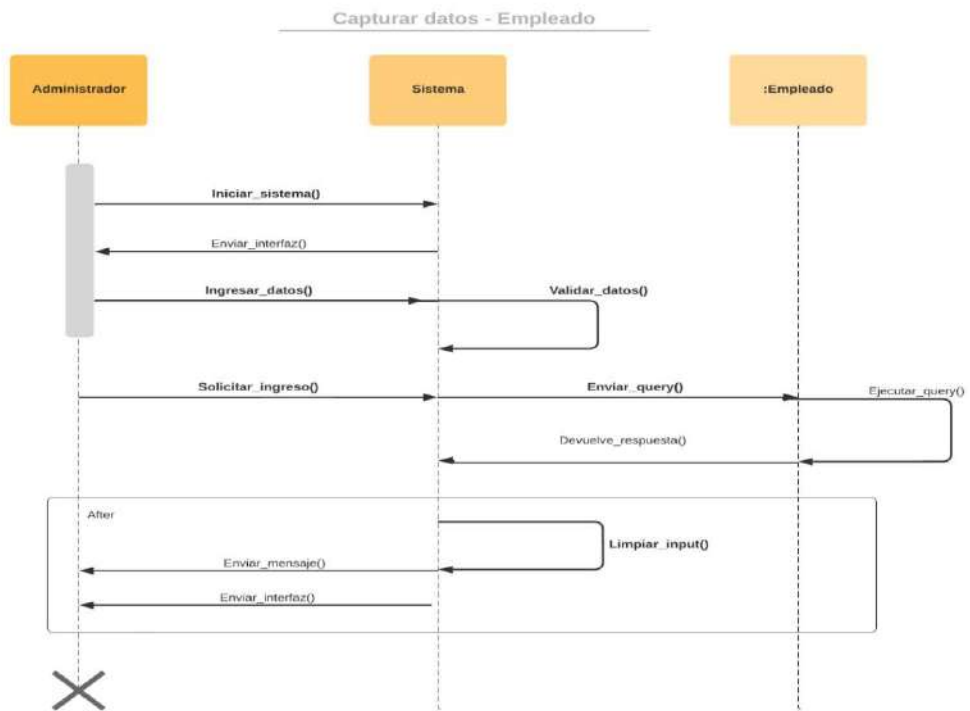 Capturar datos - Empleado
Administrador
Sistema
:Empleado
Iniciar_sistema()
Enviar_interfaz()
Ingresar_datos()
Validar_datos()
Solicitar_ingreso()
Enviar_query()
Ejecutar_query()
Devuelve_respuesta()
After
Limpiar_input()
Enviar_mensaje()
Enviar_interfaz()